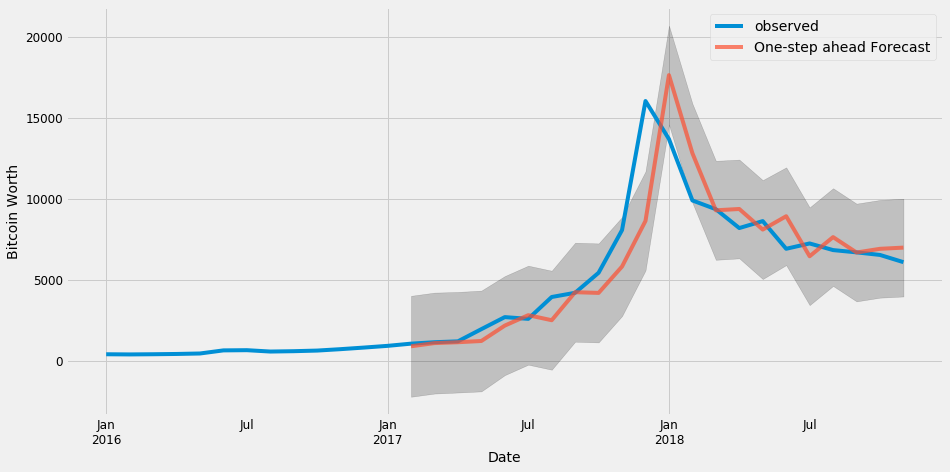 observed
One-step ahead Forecast
20000
15000
10000
5000
0
Bitcoin Worth
Jan Jul Jan Jul Jan Jul
2016 2017 2018
Date